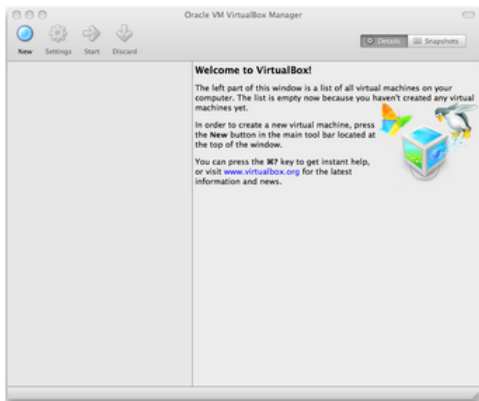 Oracle VM VirtualBox Manager
New Settings Start Discard
Details Snapshots
Welcome to VirtualBox!
The left part of this window is a list of all virtual machines on your
computer. The list is empty now because you haven't created any virtual
machines yet.
In order to create a new virtual machine, press
the New button in the main tool bar located at
the top of the window.
You can press the ⌘? key to get instant help,
or visit www.virtualbox.org for the latest
information and news.